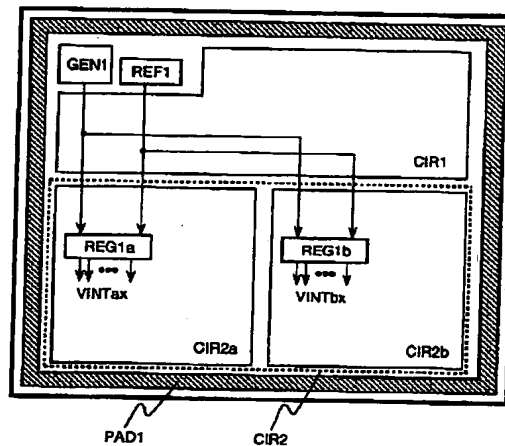 GEN1
REF1
CIR1
REG1a
REG1b
VINTax
VINTbx
CIR2a
CIR2b
PAD1
CIR2